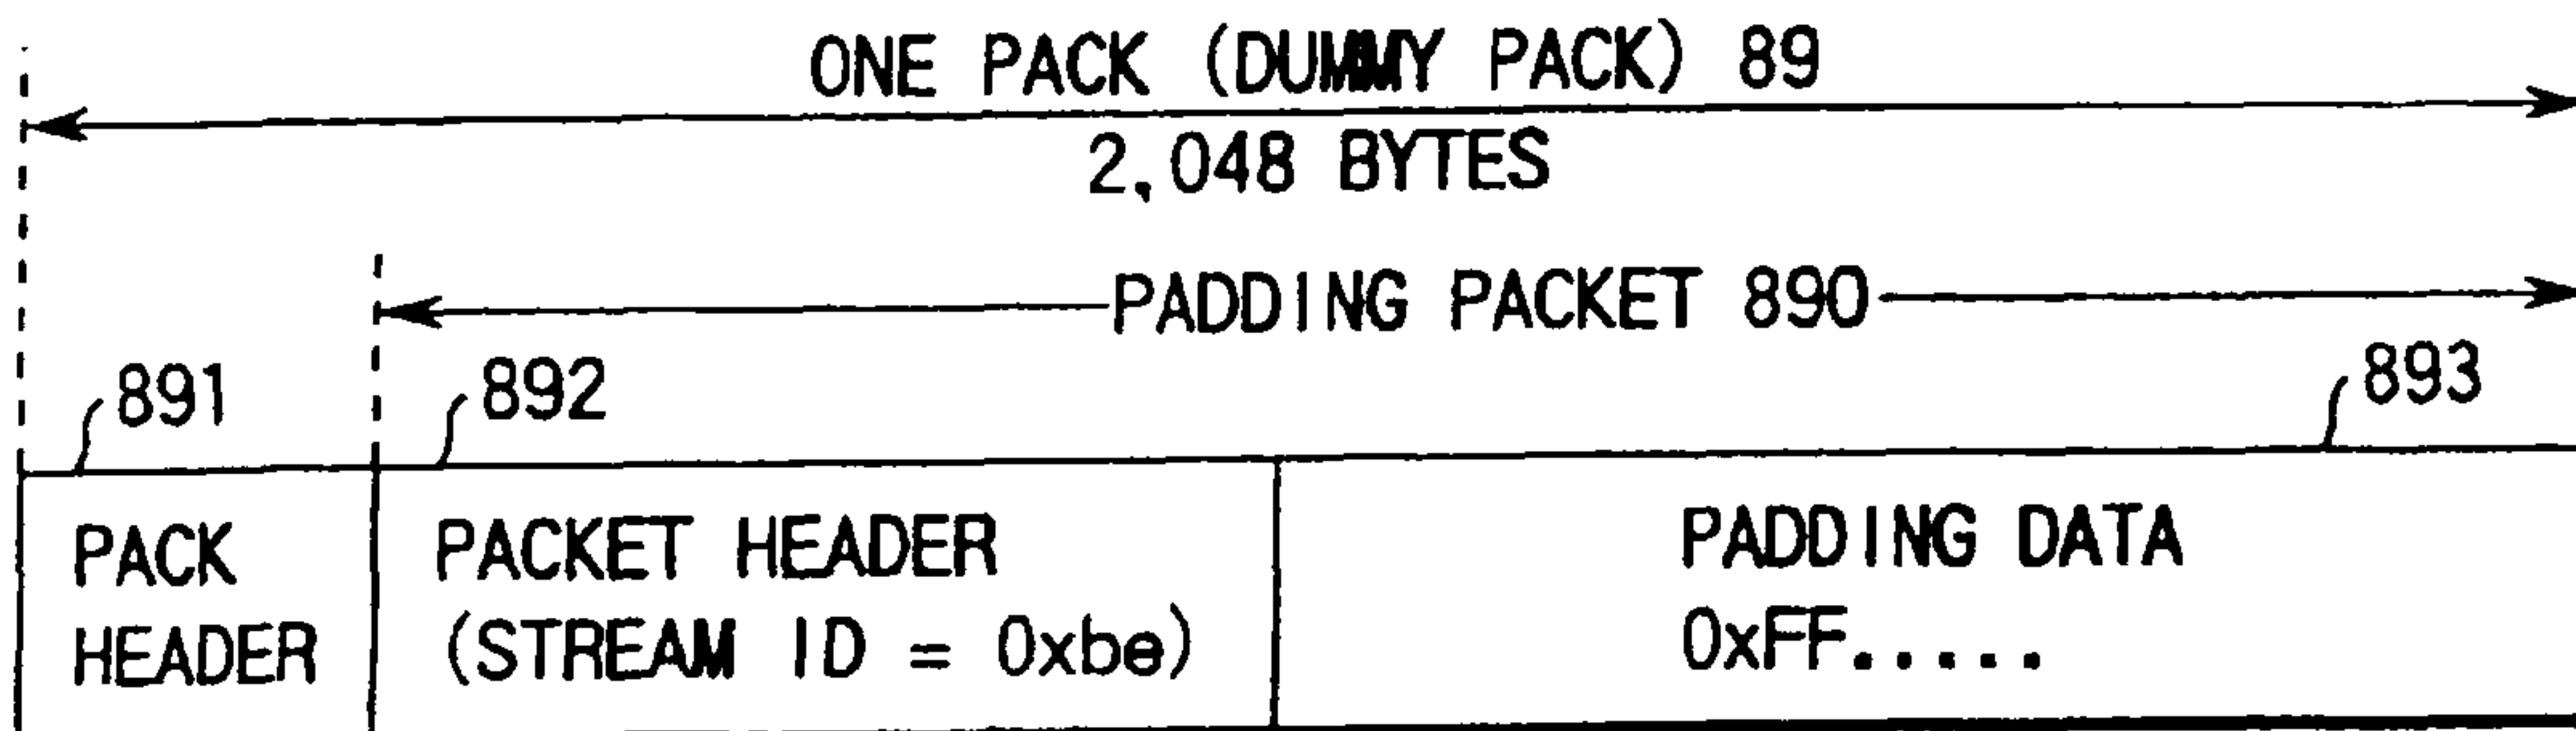 ONE PACK (DUMMY PACK) 89
2,048 BYTES
PADDING PACKET 890
891
892
893
PACK
HEADER
PACKET HEADER
(STREAM ID = 0xbe)
PADDING DATA
0xFF.....